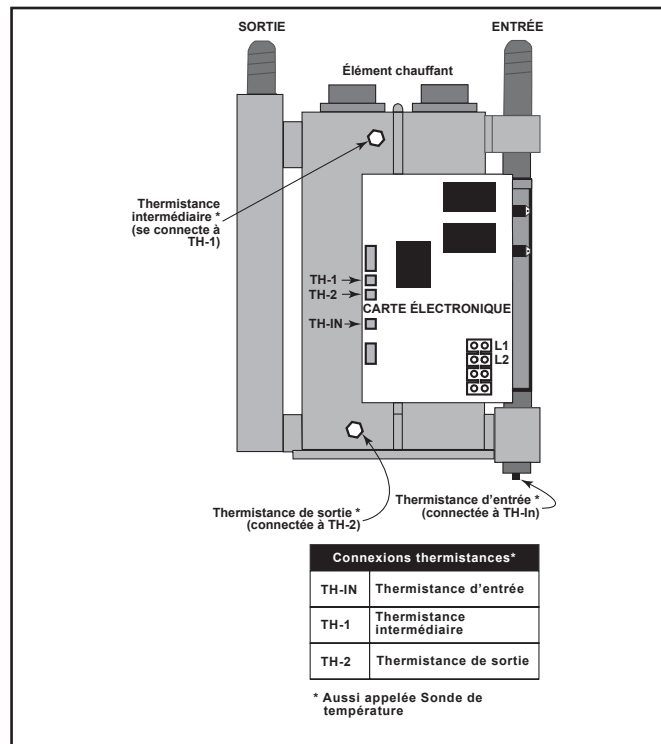 SORTIE
ENTRÉE
Élément chauffant
Thermistance
intermédiaire *
(se connecte à
TH-1)
TH-1
TH-2
CARTE ÉLECTRONIQUE
TH-IN
L1
L2
Thermistance de sortie *
(connectée à TH-2)
Thermistance d'entrée *
(connectée à TH-In)
Connexions thermistances*
TH-IN Thermistance d'entrée
TH-1 Thermistance
intermédiaire
TH-2 Thermistance de sortie
* Aussi appelée Sonde de
température